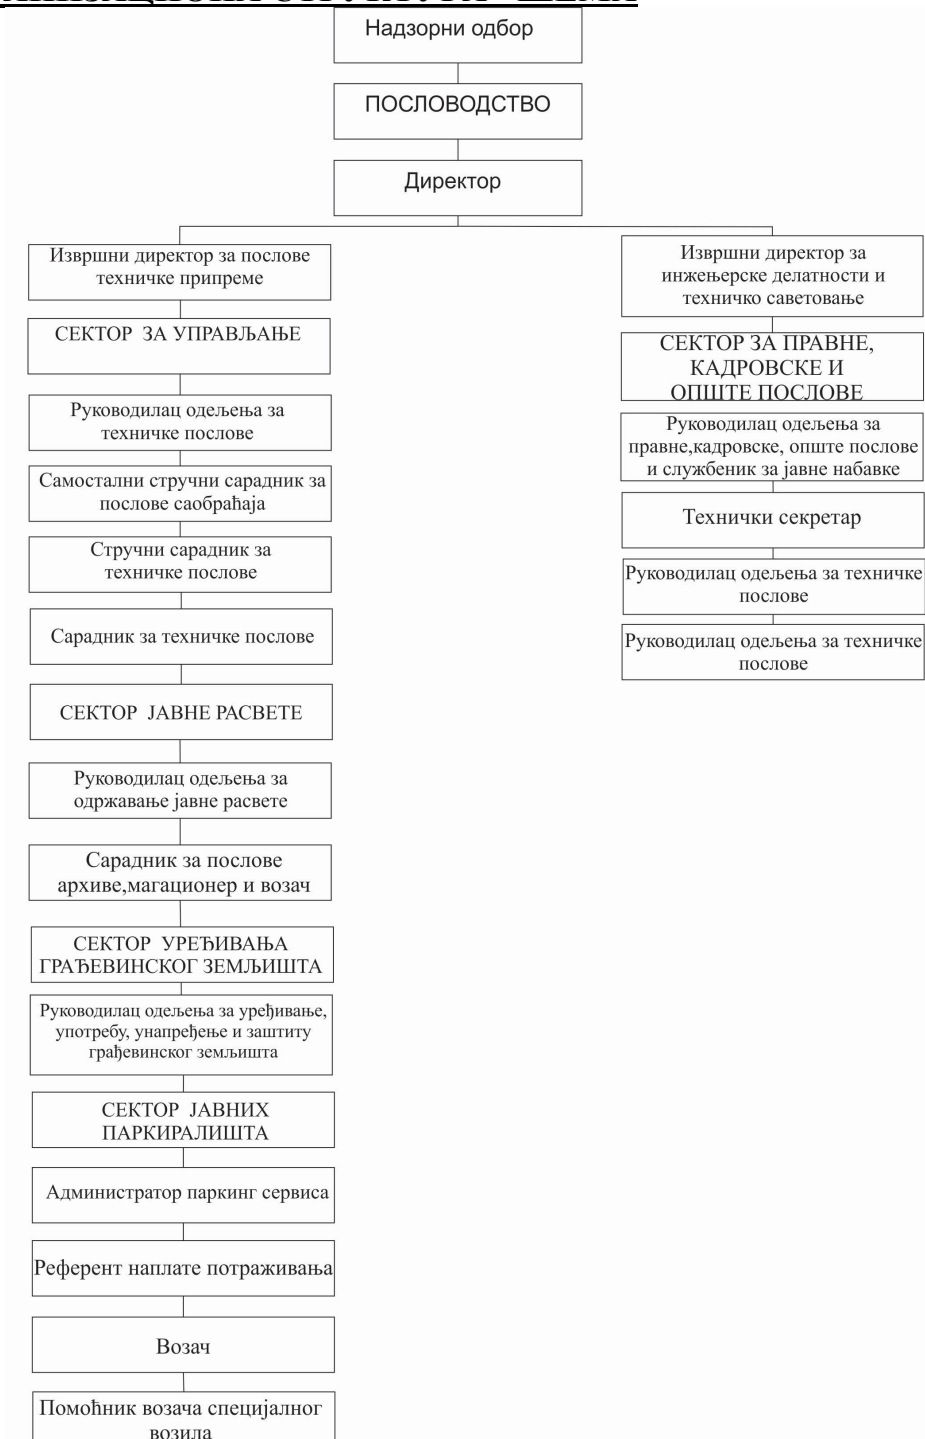 Надзорни одбор
ПОСЛОВОДСТВО
Директор
Извршни директор за послове
техничке припреме
СЕКТОР ЗА УПРАВЉАЊЕ
Руководилац одељења за
техничке послове
Самостални стручни сарадник за
послове саобраћаја
Стручни сарадник за
техничке послове
Сарадник за техничке послове
СЕКТОР ЈАВНЕ РАСВЕТЕ
Руководилац одељења за
одржавање јавне расвете
Сарадник за послове
архиве,магационер и возач
СЕКТОР УРЕЂИВАЊА
ГРАЂЕВИНСКОГ ЗЕМЉИШТА
Руководилац одељења за уређивање,
употребу, унапређење и заштиту
грађевинског земљишта
СЕКТОР ЈАВНИХ
ПАРКИРАЛИШТА
Администратор паркинг сервиса
Референт наплате потраживања
Возач
Помоћник возача специјалног
возила
Извршни директор за
инжењерске делатности и
техничко саветовање
СЕКТОР ЗА ПРАВНЕ,
КАДРОВСКЕ И
ОПШТЕ ПОСЛОВЕ
Руководилац одељења за
правне,кадровске, опште послове
и службеник за јавне набавке
Технички секретар
Руководилац одељења за техничке
послове
Руководилац одељења за техничке
послове